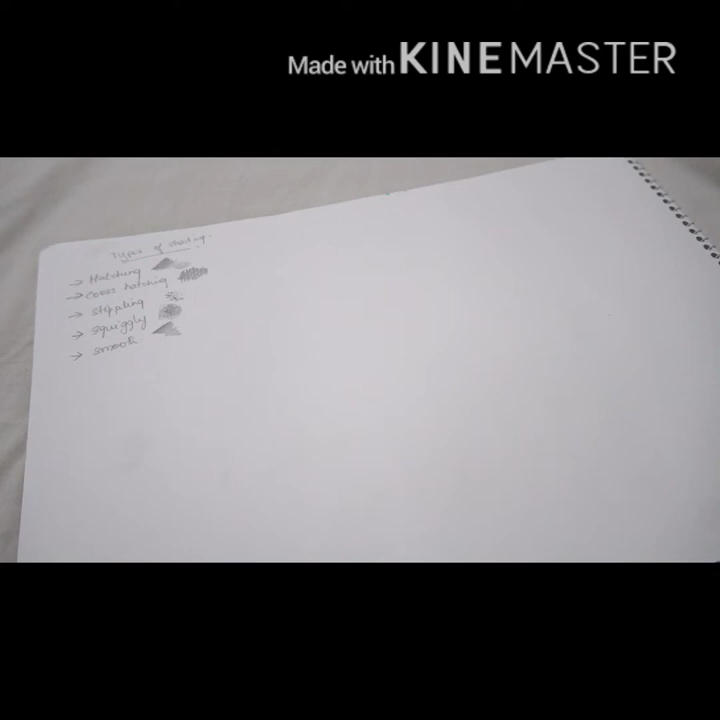 Made with KINEMASTER
Types of shading.
→ Hatching
→ Cross hatching
→ stippling
→ squiggly
→ smooth